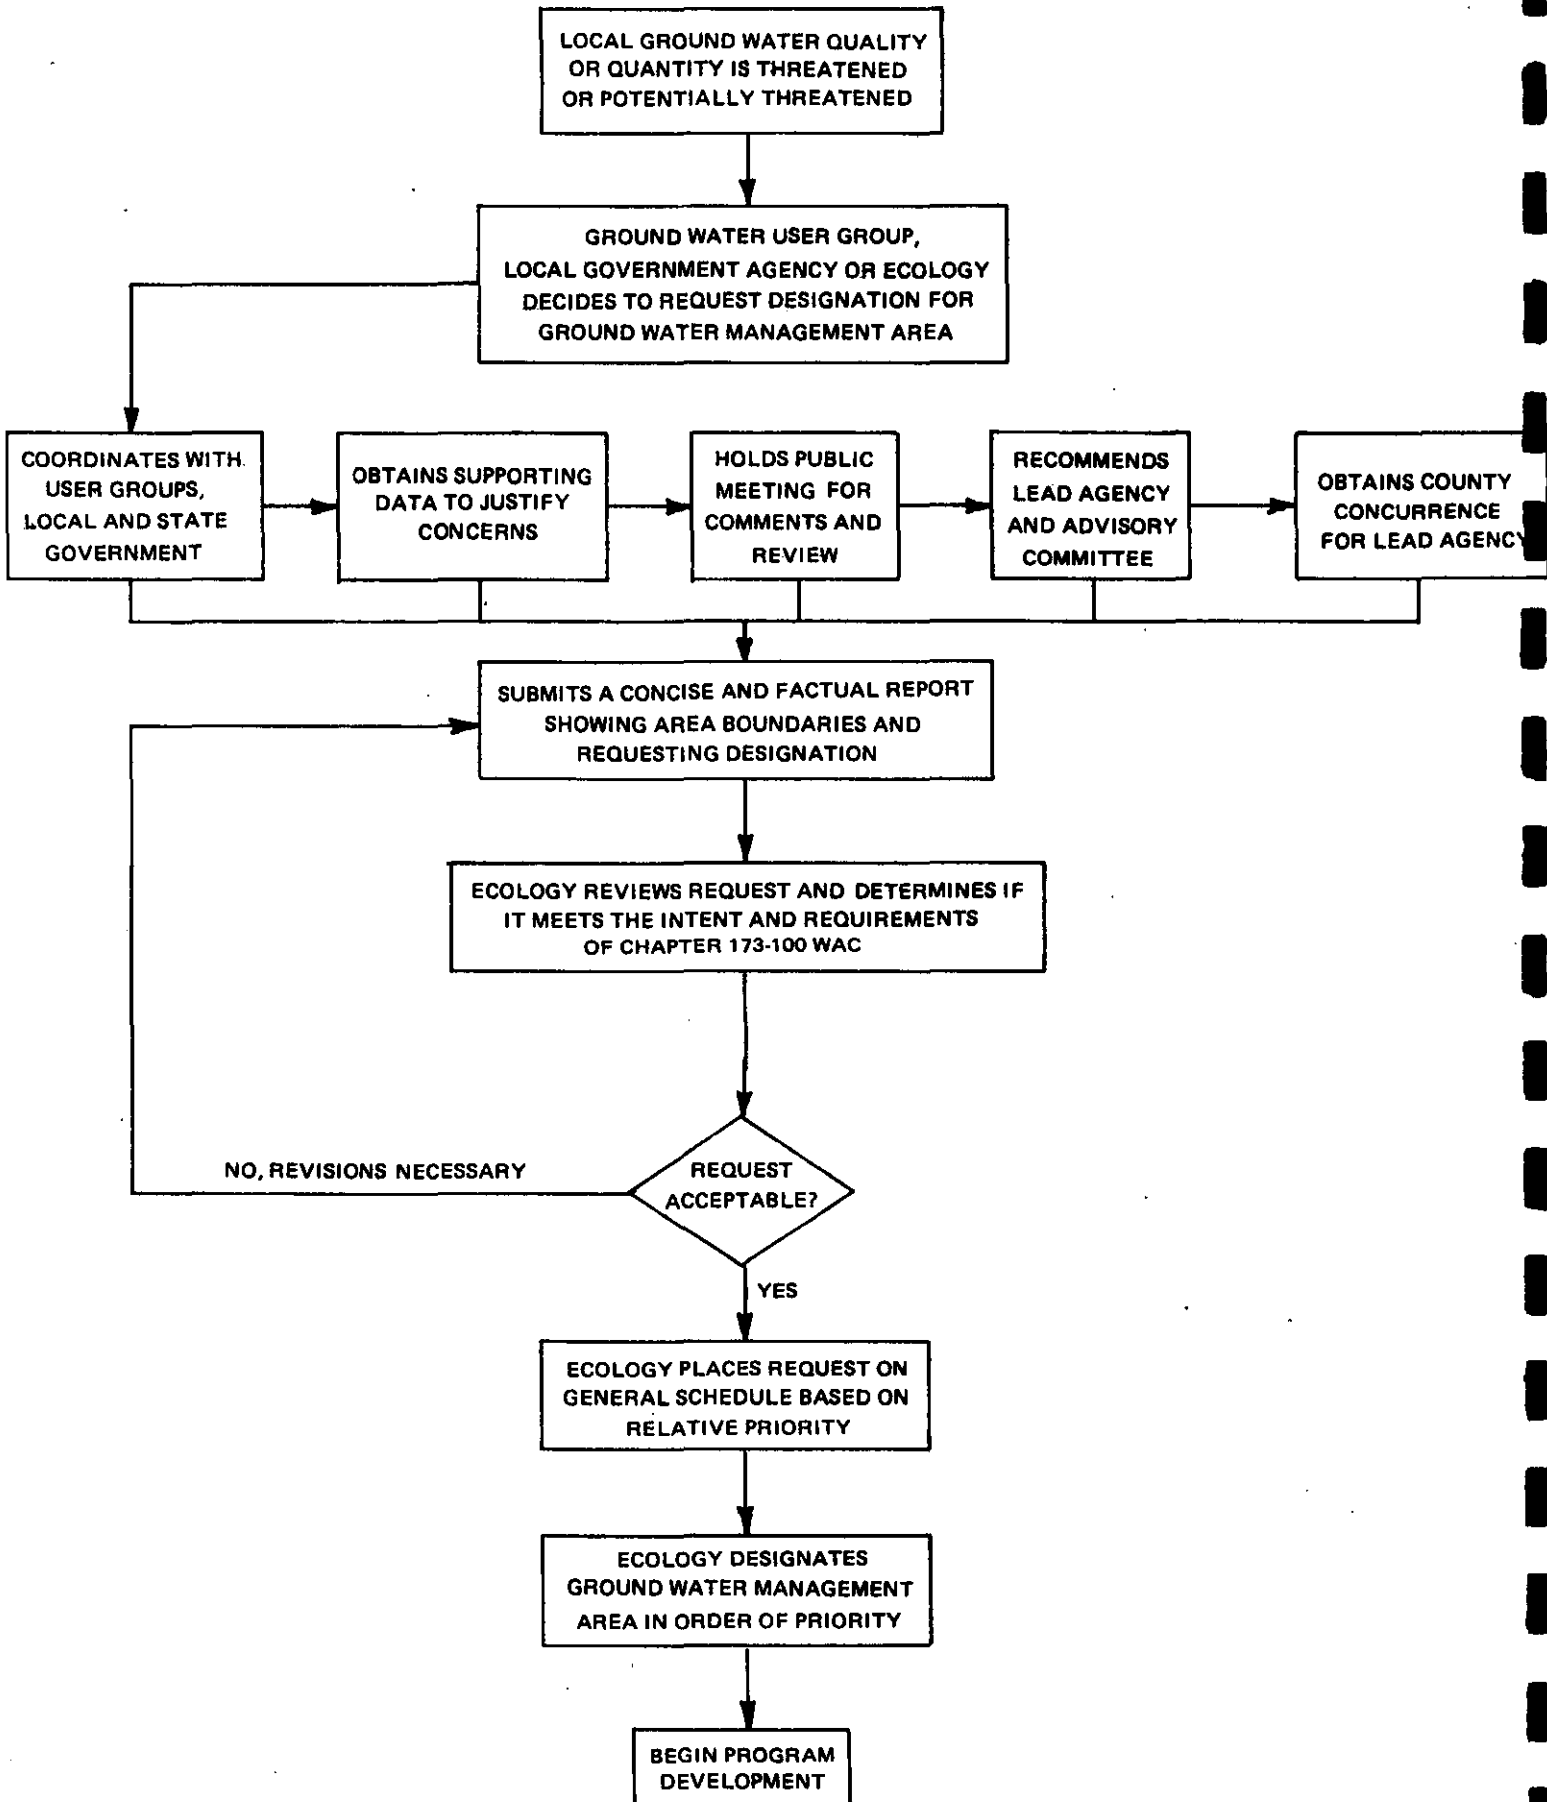 LOCAL GROUND WATER QUALITY
OR QUANTITY IS THREATENED
OR POTENTIALLY THREATENED
GROUND WATER USER GROUP,
LOCAL GOVERNMENT AGENCY OR ECOLOGY
DECIDES TO REQUEST DESIGNATION FOR
GROUND WATER MANAGEMENT AREA
COORDINATES WITH
USER GROUPS,
LOCAL AND STATE
GOVERNMENT
OBTAINS SUPPORTING
DATA TO JUSTIFY
CONCERNS
HOLDS PUBLIC
MEETING FOR
COMMENTS AND
REVIEW
RECOMMENDS
LEAD AGENCY
AND ADVISORY
COMMITTEE
OBTAINS COUNTY
CONCURRENCE
FOR LEAD AGENCY
SUBMITS A CONCISE AND FACTUAL REPORT
SHOWING AREA BOUNDARIES AND
REQUESTING DESIGNATION
ECOLOGY REVIEWS REQUEST AND DETERMINES IF
IT MEETS THE INTENT AND REQUIREMENTS
OF CHAPTER 173-100 WAC
REQUEST
ACCEPTABLE?
NO, REVISIONS NECESSARY
YES
ECOLOGY PLACES REQUEST ON
GENERAL SCHEDULE BASED ON
RELATIVE PRIORITY
ECOLOGY DESIGNATES
GROUND WATER MANAGEMENT
AREA IN ORDER OF PRIORITY
BEGIN PROGRAM
DEVELOPMENT